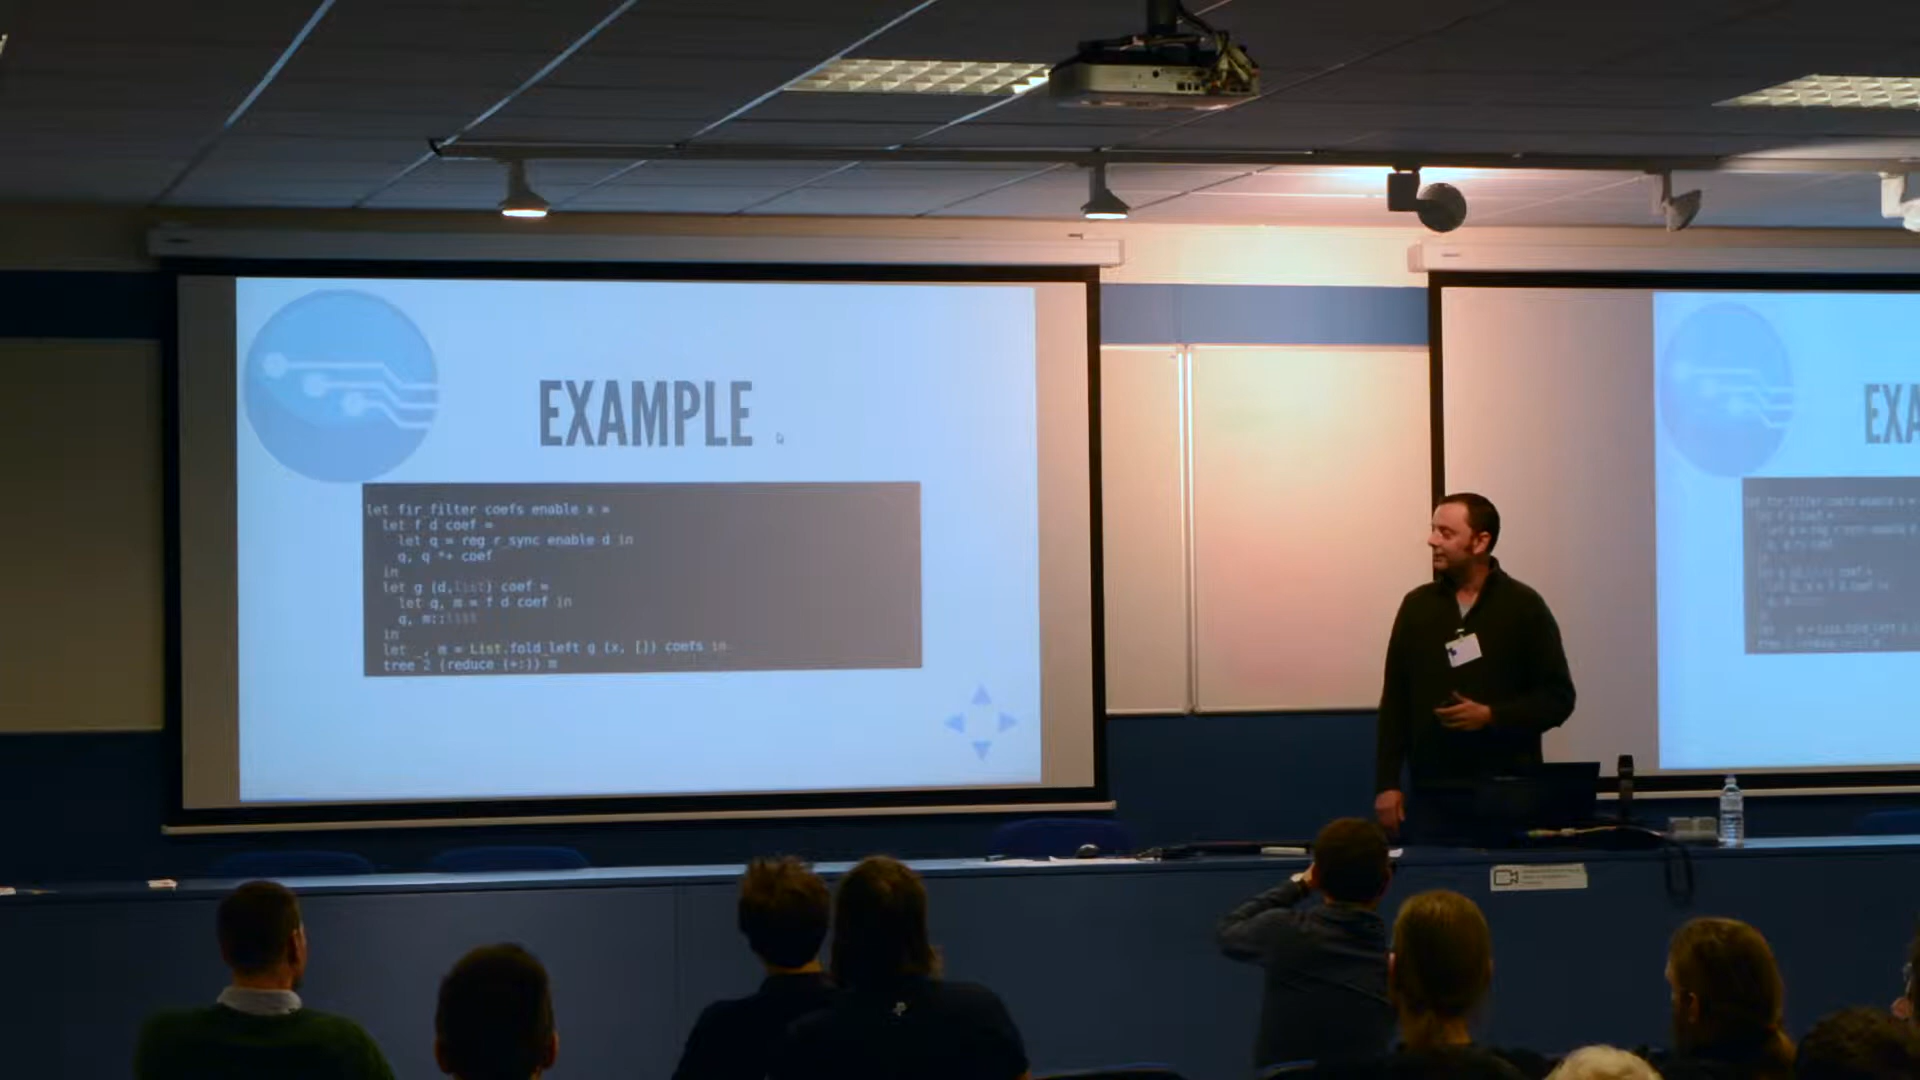 EXAMPLE
let fir_filter coefs enable x =
let f d coef =
let q = reg r_sync enable d in
q, q *+ coef
in
let g (d,list) coef =
let q, m = f d coef in
q, m::list
in
let _, m = List.fold_left g (x, []) coefs in
tree 2 (reduce (+:)) m
EXA